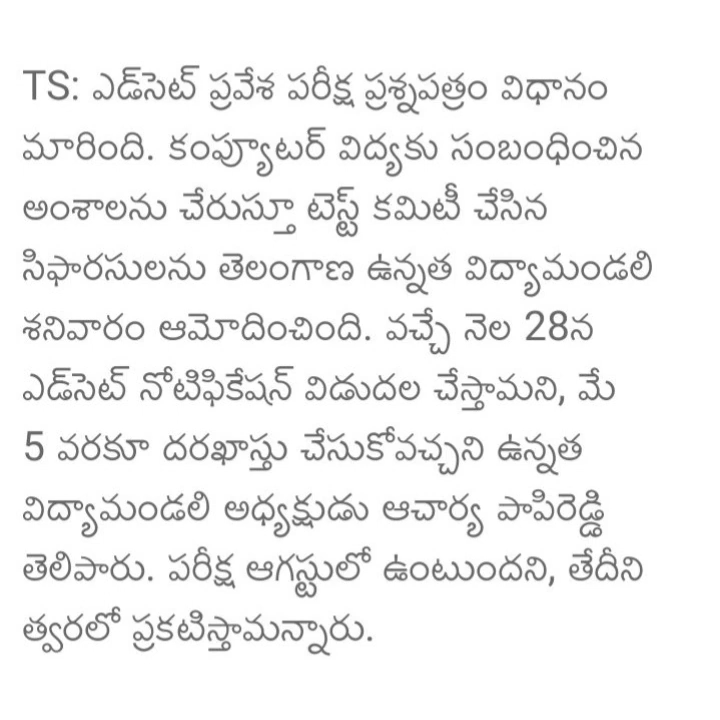 TS: ఎడ్‌సెట్ ప్రవేశ పరీక్ష ప్రశ్నపత్రం విధానం
మారింది. కంప్యూటర్ విద్యకు సంబంధించిన
అంశాలను చేరుస్తూ టెస్ట్ కమిటీ చేసిన
సిఫారసులను తెలంగాణ ఉన్నత విద్యామండలి
శనివారం ఆమోదించింది. వచ్చే నెల 28న
ఎడ్‌సెట్ నోటిఫికేషన్ విడుదల చేస్తామని, మే
5 వరకూ దరఖాస్తు చేసుకోవచ్చని ఉన్నత
విద్యామండలి అధ్యక్షుడు ఆచార్య పాపిరెడ్డి
తెలిపారు. పరీక్ష ఆగస్టులో ఉంటుందని, తేదీని
త్వరలో ప్రకటిస్తామన్నారు.